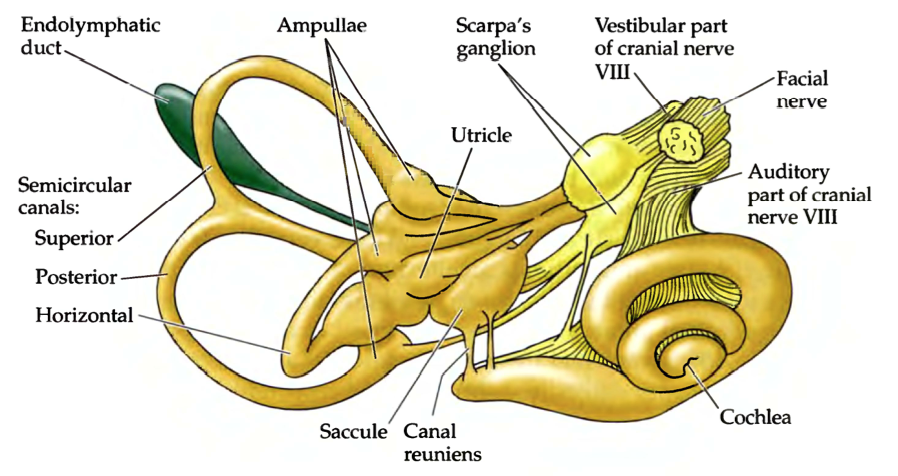 Endolymphatic
duct
Ampullae
Scarpa's
ganglion
Vestibular part
of cranial nerve
VIII
Facial
nerve
Utricle
Auditory
part of cranial
nerve VIII
Semicircular
canals:
Superior
Posterior
Horizontal
Saccule
Canal
reuniens
Cochlea